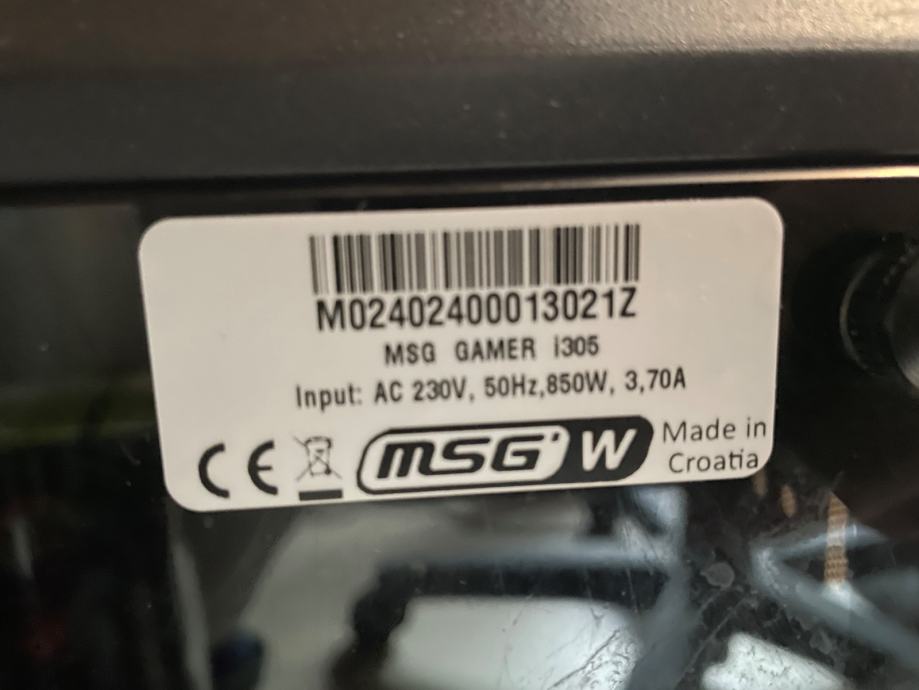 M02402400013021Z
MSG GAMER i305
Input: AC 230V, 50Hz,850W, 3,70A
CE MSG W Made in
Croatia